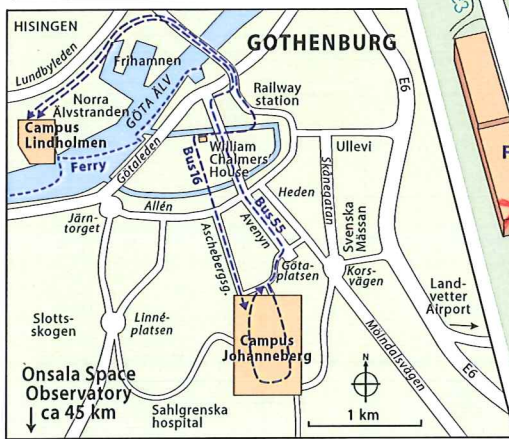 HISINGEN
GOTHENBURG
Lundbyleden
Frihamnen
Railway
station
E6
Norra
Älvstranden
GÖTA ÄLV
Campus
Lindholmen
Ferry
Götaleden
William
Chalmers'
House
Bus16
Ullevi
Skånegatan
Heden
Allén
Järn-
torget
Bus 55
Avenyn
Aschebergsg.
Svenska
Mässan
Göta-
platsen
Kors-
vägen
Land-
vetter
Airport
Slotts-
skogen
Linné-
platsen
Campus
Johanneberg
Mölndalsvägen
E6
Onsala Space
Observatory
ca 45 km
Sahlgrenska
hospital
N
1 km